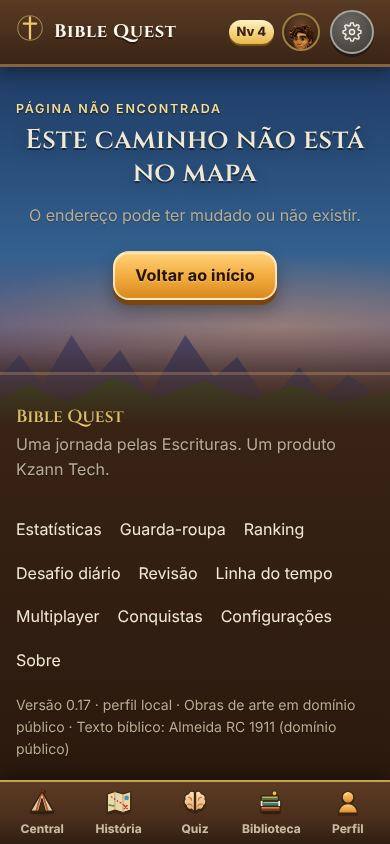 BIBLE QUEST
Nv 4
PÁGINA NÃO ENCONTRADA
ESTE CAMINHO NÃO ESTÁ
NO MAPA
O endereço pode ter mudado ou não existir.
Voltar ao início
BIBLE QUEST
Uma jornada pelas Escrituras. Um produto
Kzann Tech.
Estatísticas Guarda-roupa Ranking
Desafio diário Revisão Linha do tempo
Multiplayer Conquistas Configurações
Sobre
Versão 0.17 · perfil local · Obras de arte em domínio
público · Texto bíblico: Almeida RC 1911 (domínio
público)
Central História Quiz Biblioteca Perfil